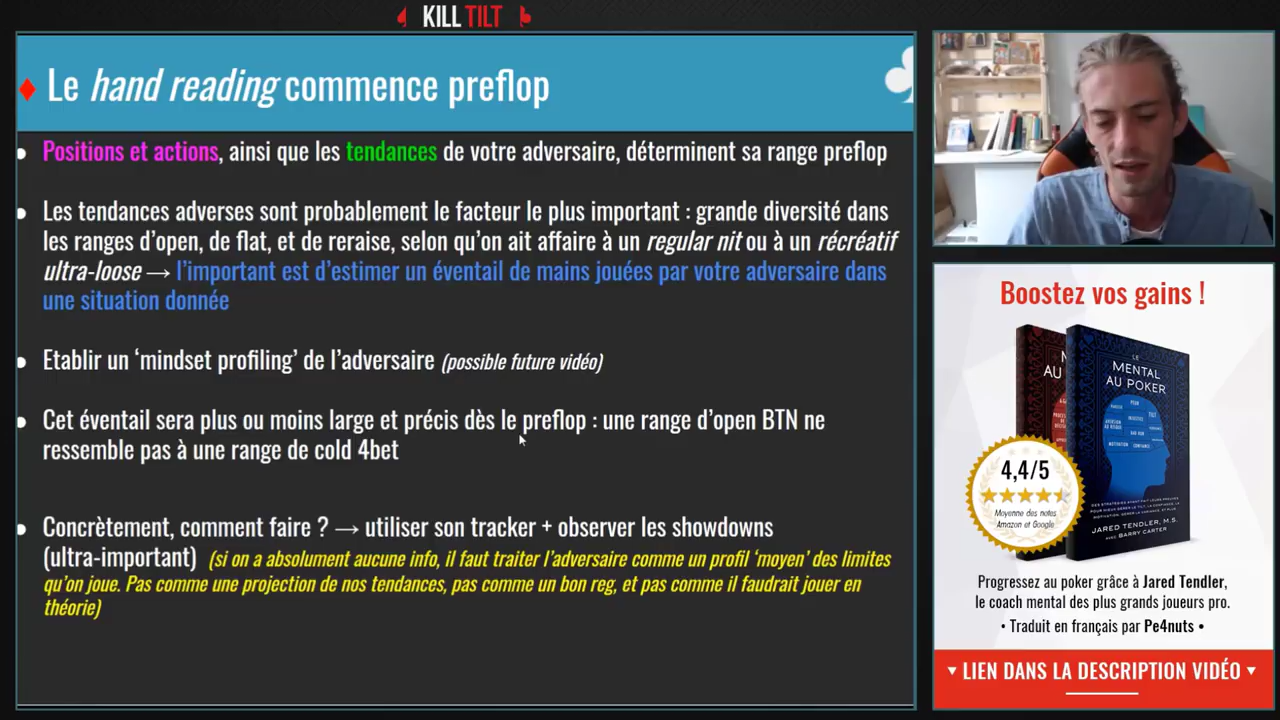 KILL TILT
Le hand reading commence preflop
Positions et actions, ainsi que les tendances de votre adversaire, déterminent sa range preflop
Les tendances adverses sont probablement le facteur le plus important : grande diversité dans
les ranges d’open, de flat, et de reraise, selon qu’on ait affaire à un regular nit ou à un récréatif
ultra-loose → l’important est d’estimer un éventail de mains jouées par votre adversaire dans
une situation donnée
Etablir un ‘mindset profiling’ de l’adversaire (possible future vidéo)
Cet éventail sera plus ou moins large et précis dès le preflop : une range d’open BTN ne
ressemble pas à une range de cold 4bet
Concrètement, comment faire ? → utiliser son tracker + observer les showdowns
(ultra-important) (si on a absolument aucune info, il faut traiter l’adversaire comme un profil ‘moyen’ des limites
qu’on joue. Pas comme une projection de nos tendances, pas comme un bon reg, et pas comme il faudrait jouer en
théorie)
Boostez vos gains !
LE
MENTAL
AU POKER
JARED TENDLER, M.S.
AVEC BARRY CARTER
4,4/5
Moyenne des notes
Amazon et Google
Progressez au poker grâce à Jared Tendler,
le coach mental des plus grands joueurs pro.
• Traduit en français par Pe4nuts •
LIEN DANS LA DESCRIPTION VIDÉO